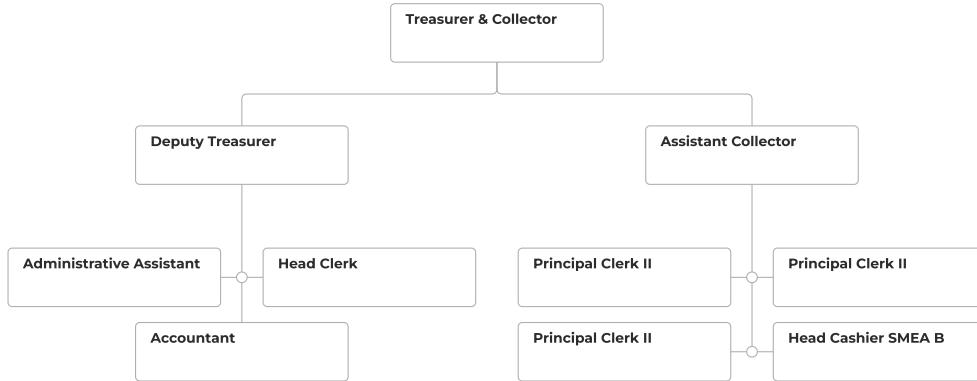 Treasurer & Collector
Deputy Treasurer
Assistant Collector
Administrative Assistant
Head Clerk
Principal Clerk II
Principal Clerk II
Accountant
Principal Clerk II
Head Cashier SMEA B